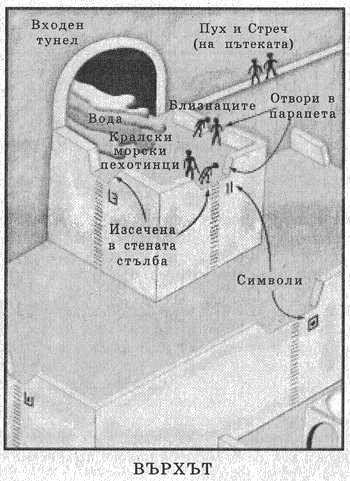 Входен
тунел
Пух и Стреч
(на пътеката)
Близнаците
Отвори в
парапета
Вода
Кралски
морски
пехотинци
Изсечена
в стената
стълба
Символи
ВЪРХЪТ